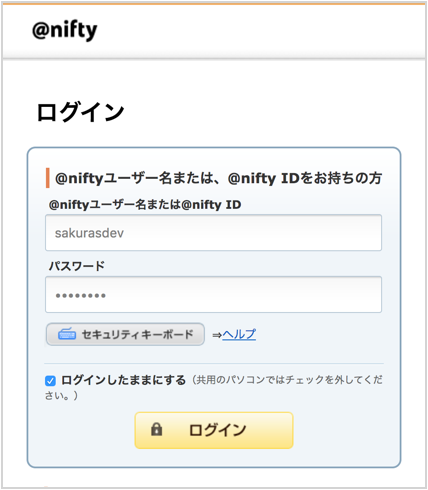 @nifty
ログイン
@niftyユーザー名または、@nifty IDをお持ちの方
@niftyユーザー名または@nifty ID
sakurasdev
パスワード
••••••••
セキュリティキーボード ⇒ヘルプ
ログインしたままにする（共用のパソコンではチェックを外してくだ
さい。）
ログイン